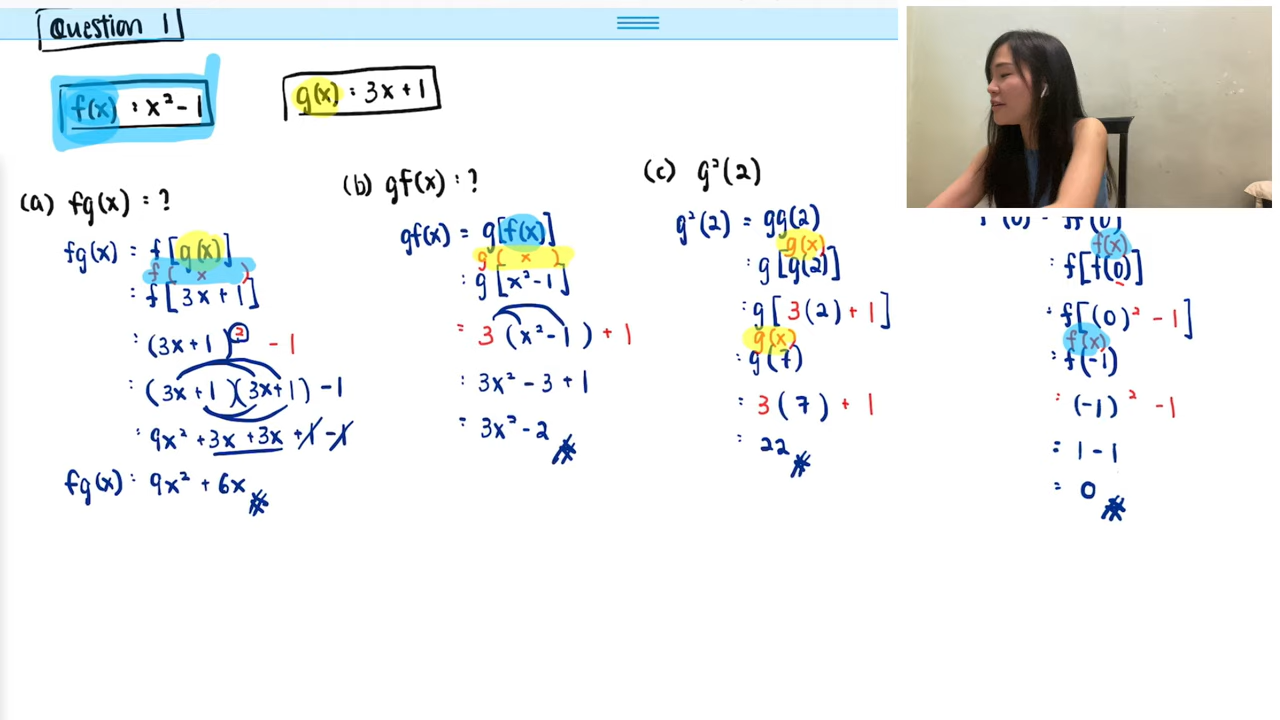 Question 1
f(x) : x² - 1
g(x) : 3x + 1
(a) fg(x) = ?
fg(x) = f[g(x)]
f( x )
= f[3x + 1]
= (3x + 1)² - 1
= (3x + 1)(3x + 1) - 1
= 9x² + 3x + 3x + 1 - 1
fg(x) = 9x² + 6x
(b) gf(x) = ?
gf(x) = g[f(x)]
g( x )
= g[x² - 1]
= 3(x² - 1) + 1
= 3x² - 3 + 1
= 3x² - 2
(c) g²(2)
g²(2) = gg(2)
g(x)
= g[g(2)]
= g[3(2) + 1]
g(x)
= g(7)
= 3(7) + 1
= 22
(0) = ff(0)
f(x)
= f[f(0)]
= f[(0)² - 1]
f(x)
= f(-1)
= (-1)² - 1
= 1 - 1
= 0